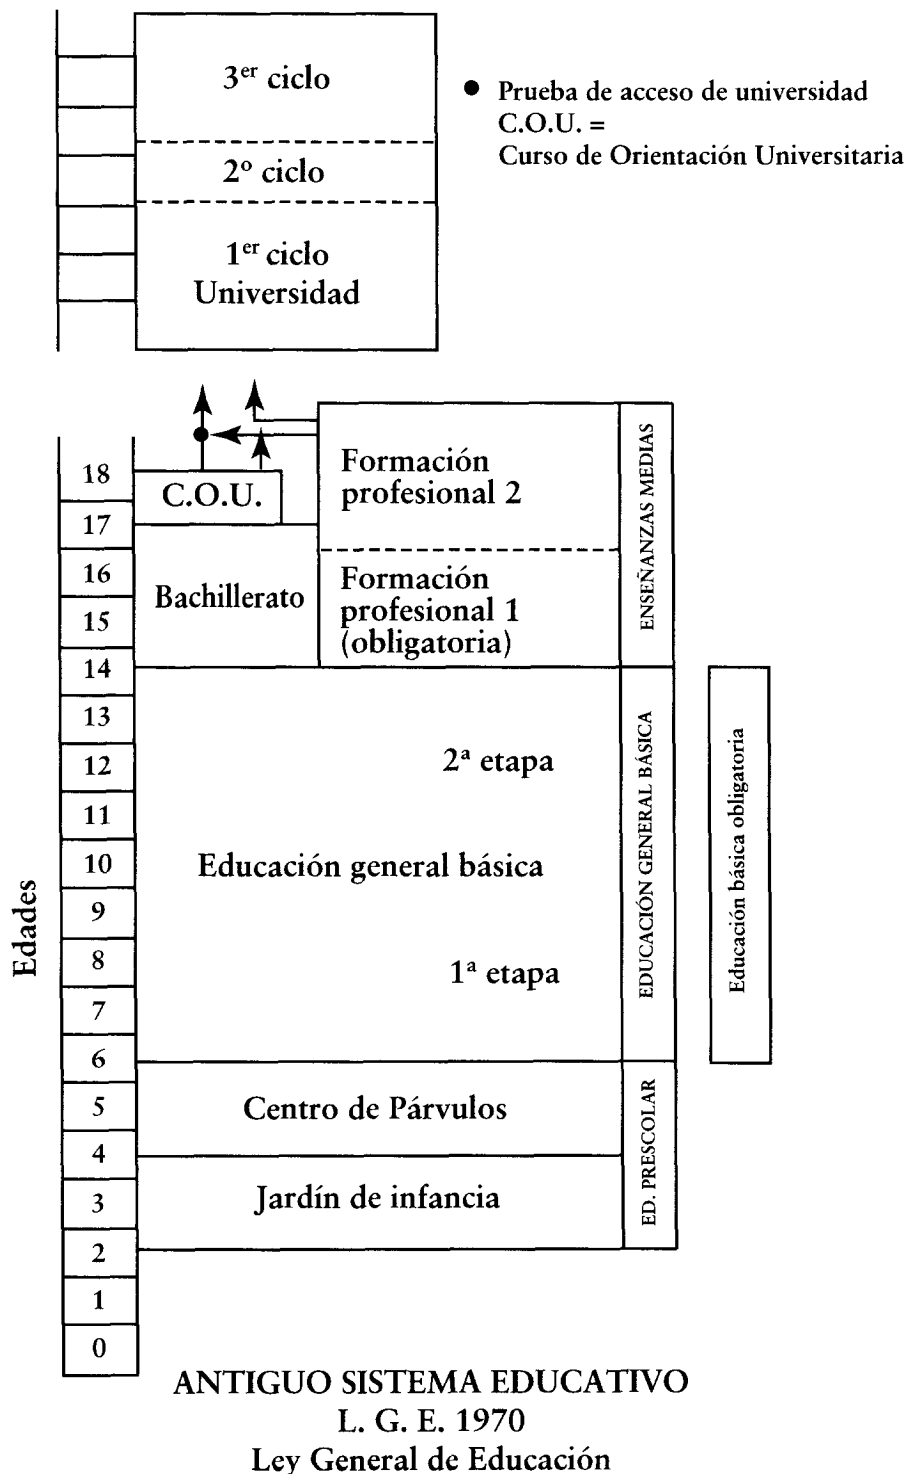 3er ciclo
2º ciclo
1er ciclo
Universidad
● Prueba de acceso de universidad
C.O.U. =
Curso de Orientación Universitaria
18
17
16
15
14
13
12
11
10
9
8
7
6
5
4
3
2
1
0
Edades
C.O.U.
Bachillerato
Formación
profesional 2
Formación
profesional 1
(obligatoria)
ENSEÑANZAS MEDIAS
2ª etapa
Educación general básica
1ª etapa
EDUCACIÓN GENERAL BÁSICA
Educación básica obligatoria
Centro de Párvulos
Jardín de infancia
ED. PRESCOLAR
ANTIGUO SISTEMA EDUCATIVO
L. G. E. 1970
Ley General de Educación